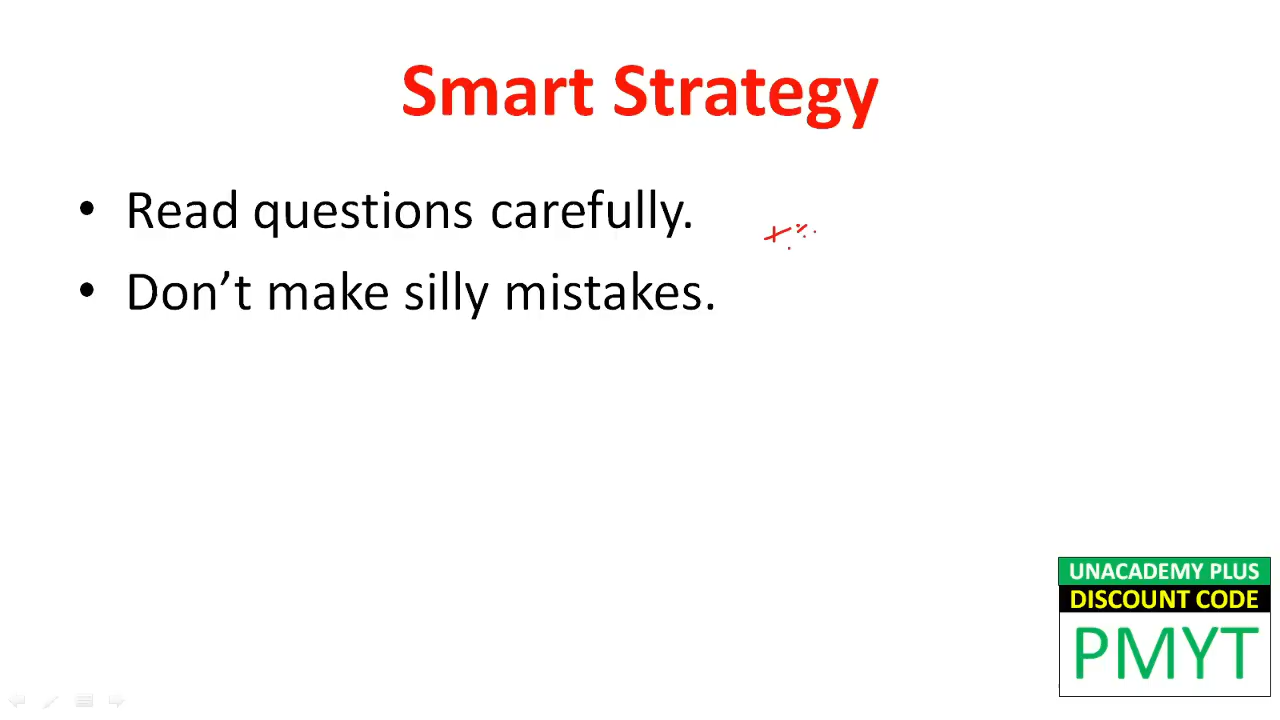 Smart Strategy
• Read questions carefully.
• Don’t make silly mistakes.
UNACADEMY PLUS
DISCOUNT CODE
PMYT